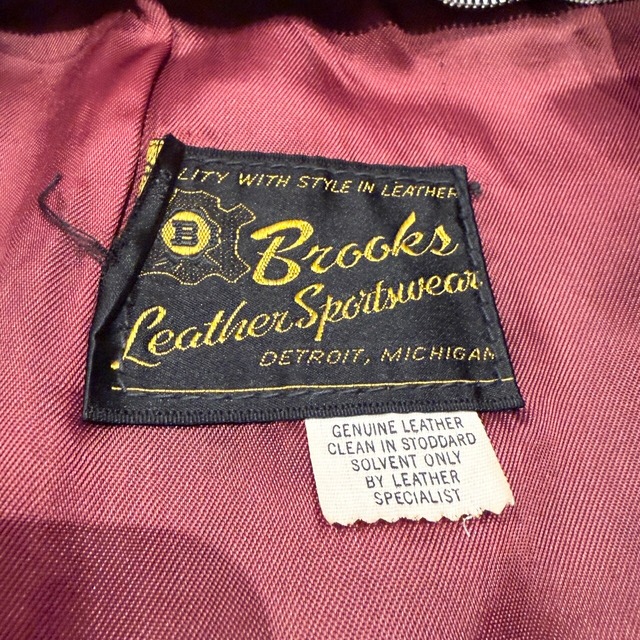 LITY WITH STYLE IN LEATHER
B
Brooks
Leather Sportswear
DETROIT, MICHIGAN
GENUINE LEATHER
CLEAN IN STODDARD
SOLVENT ONLY
BY LEATHER
SPECIALIST